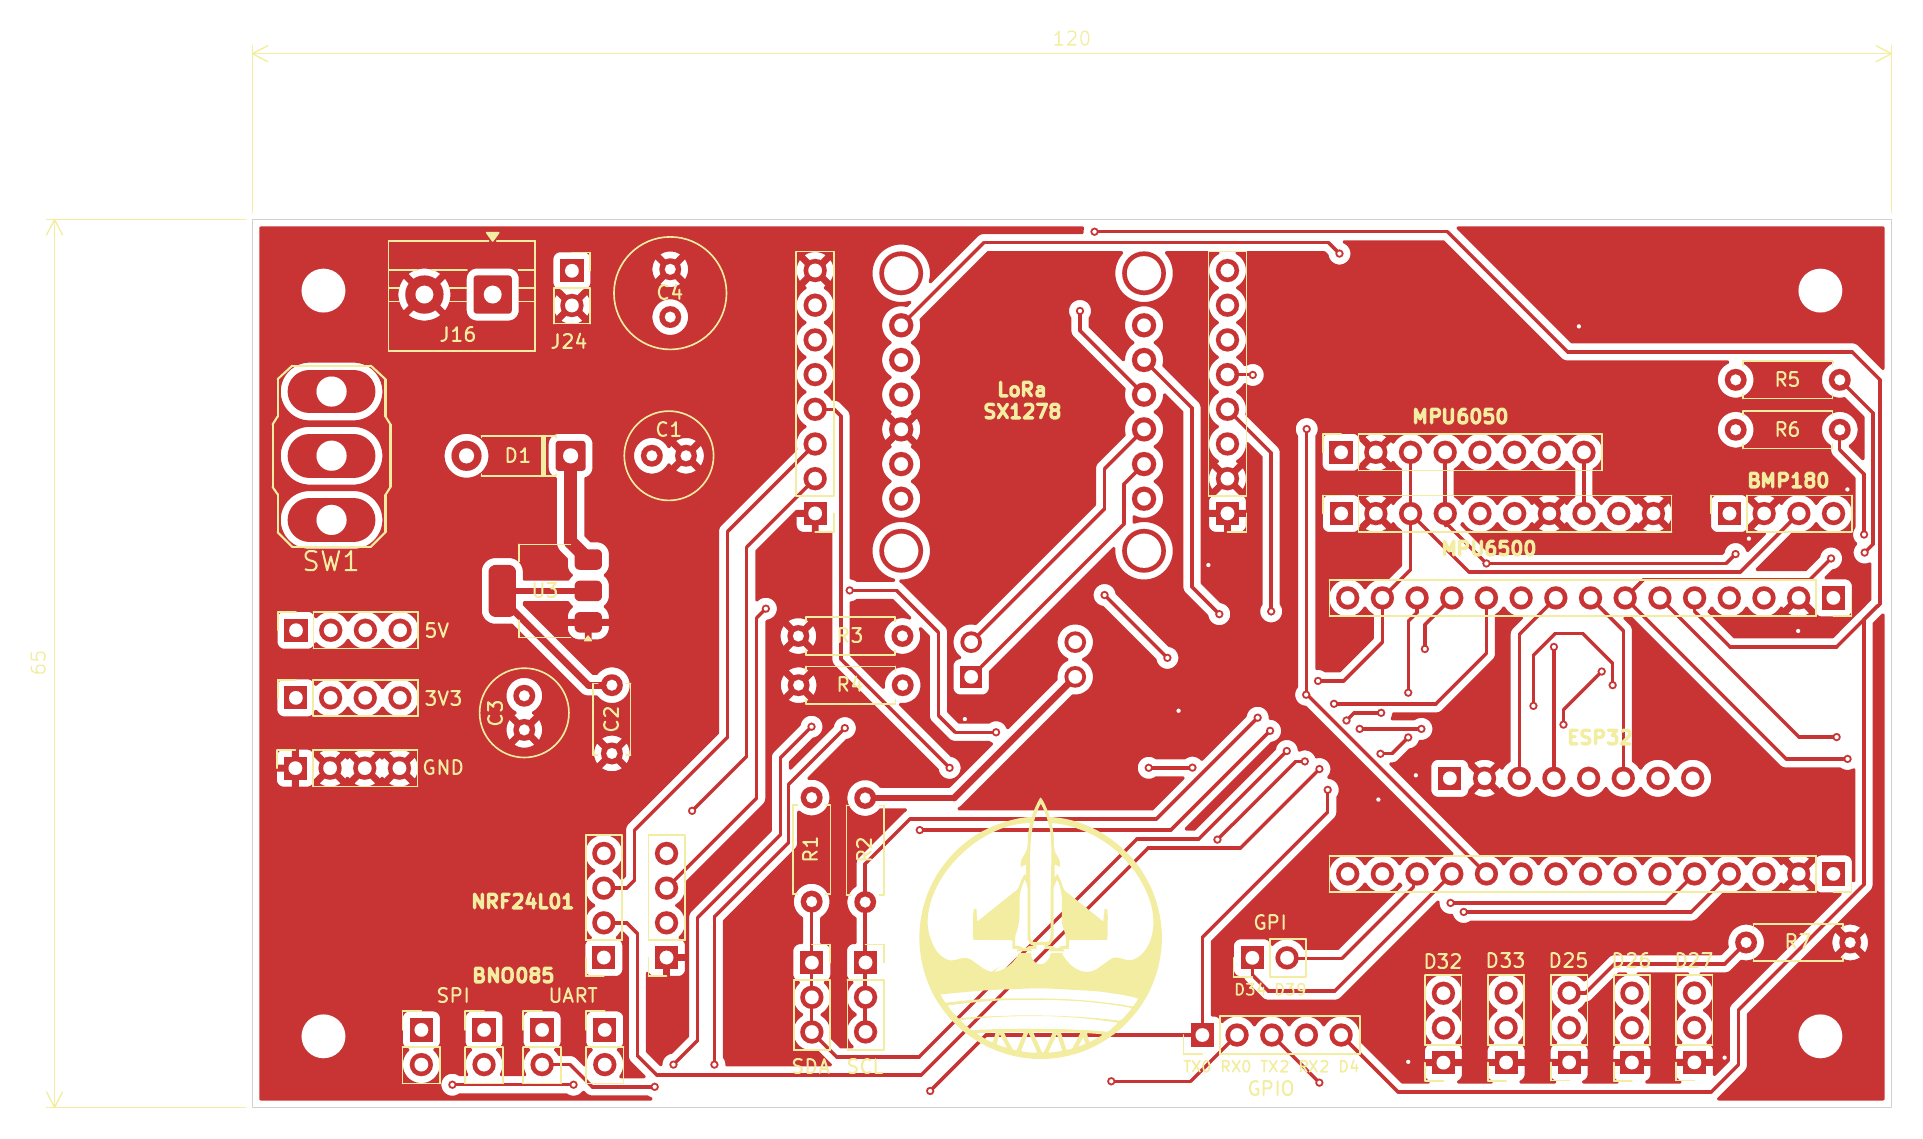 120
65
J16
J24
C4
C1
D1
SW1
U3
5V
3V3
GND
C3
C2
LoRa
SX1278
R5
MPU6050
R6
BMP180
MPU6500
R3
R4
ESP32
R1
R2
NRF24L01
BNO085
SPI
UART
SDA
SCL
GPI
D34 D39
R7
D32
D33
D25
D26
D27
TX0 RX0 TX2 RX2 D4
GPIO